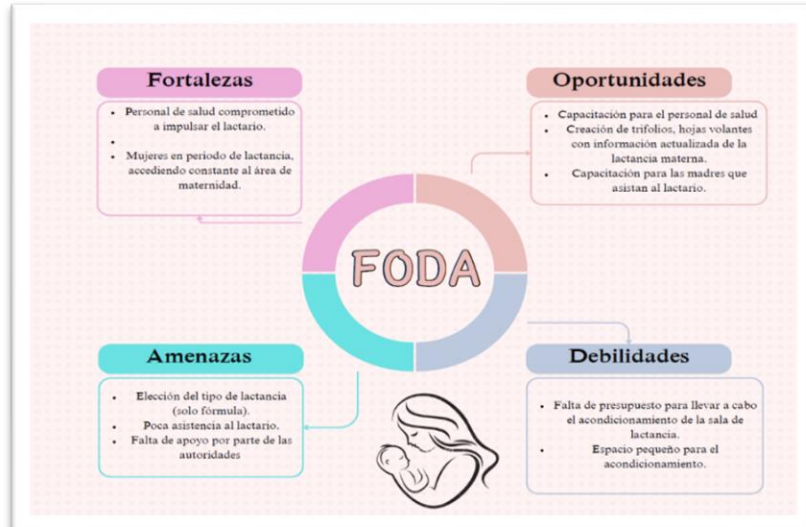 Fortalezas
• Personal de salud comprometido
a impulsar el lactario.
•
• Mujeres en periodo de lactancia,
accediendo constante al área de
maternidad.
Oportunidades
• Capacitación para el personal de salud
• Creación de trifolios, hojas volantes
con información actualizada de la
lactancia materna.
• Capacitación para las madres que
asistan al lactario.
FODA
Amenazas
• Elección del tipo de lactancia
(solo fórmula).
• Poca asistencia al lactario.
• Falta de apoyo por parte de las
autoridades
Debilidades
• Falta de presupuesto para llevar a cabo
el acondicionamiento de la sala de
lactancia.
• Espacio pequeño para el
acondicionamiento.